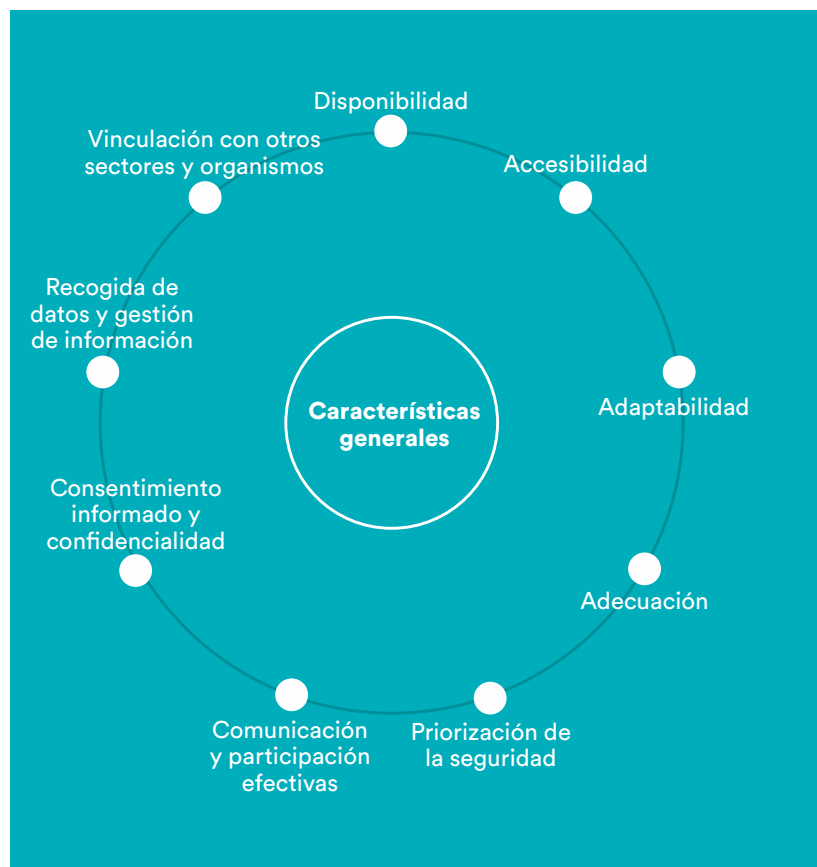 Disponibilidad
Vinculación con otros
sectores y organismos
Accesibilidad
Recogida de
datos y gestión
de información
Características
generales
Adaptabilidad
Consentimiento
informado y
confidencialidad
Adecuación
Comunicación
y participación
efectivas
Priorización de
la seguridad